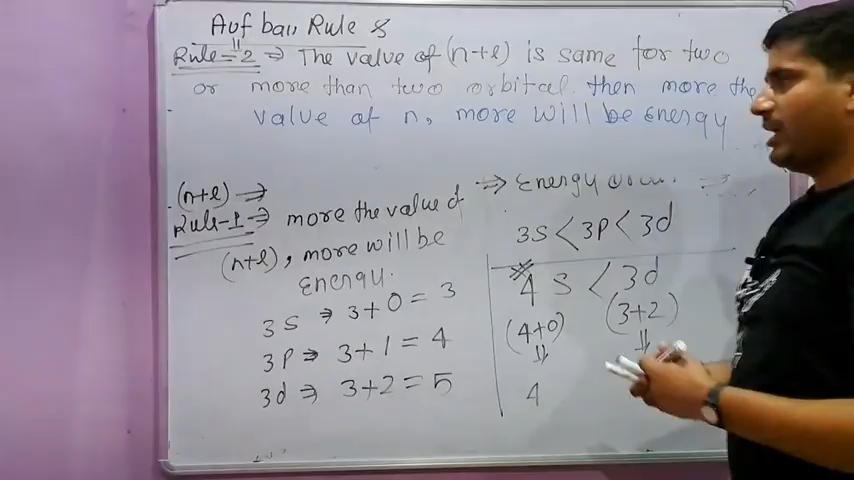 Aufbau Rule
Rule=2 ⇒ The value of (n+l) is same for two
or more than two orbital. then more the
value of n, more will be Energy
(n+l) ⇒
Rule-1 ⇒ more the value of
(n+l), more will be
Energy.
3s ⇒ 3+0 = 3
3p ⇒ 3+1 = 4
3d ⇒ 3+2 = 5
⇒ Energy
3s < 3p < 3d
4s < 3d
(4+0) (3+2)
4